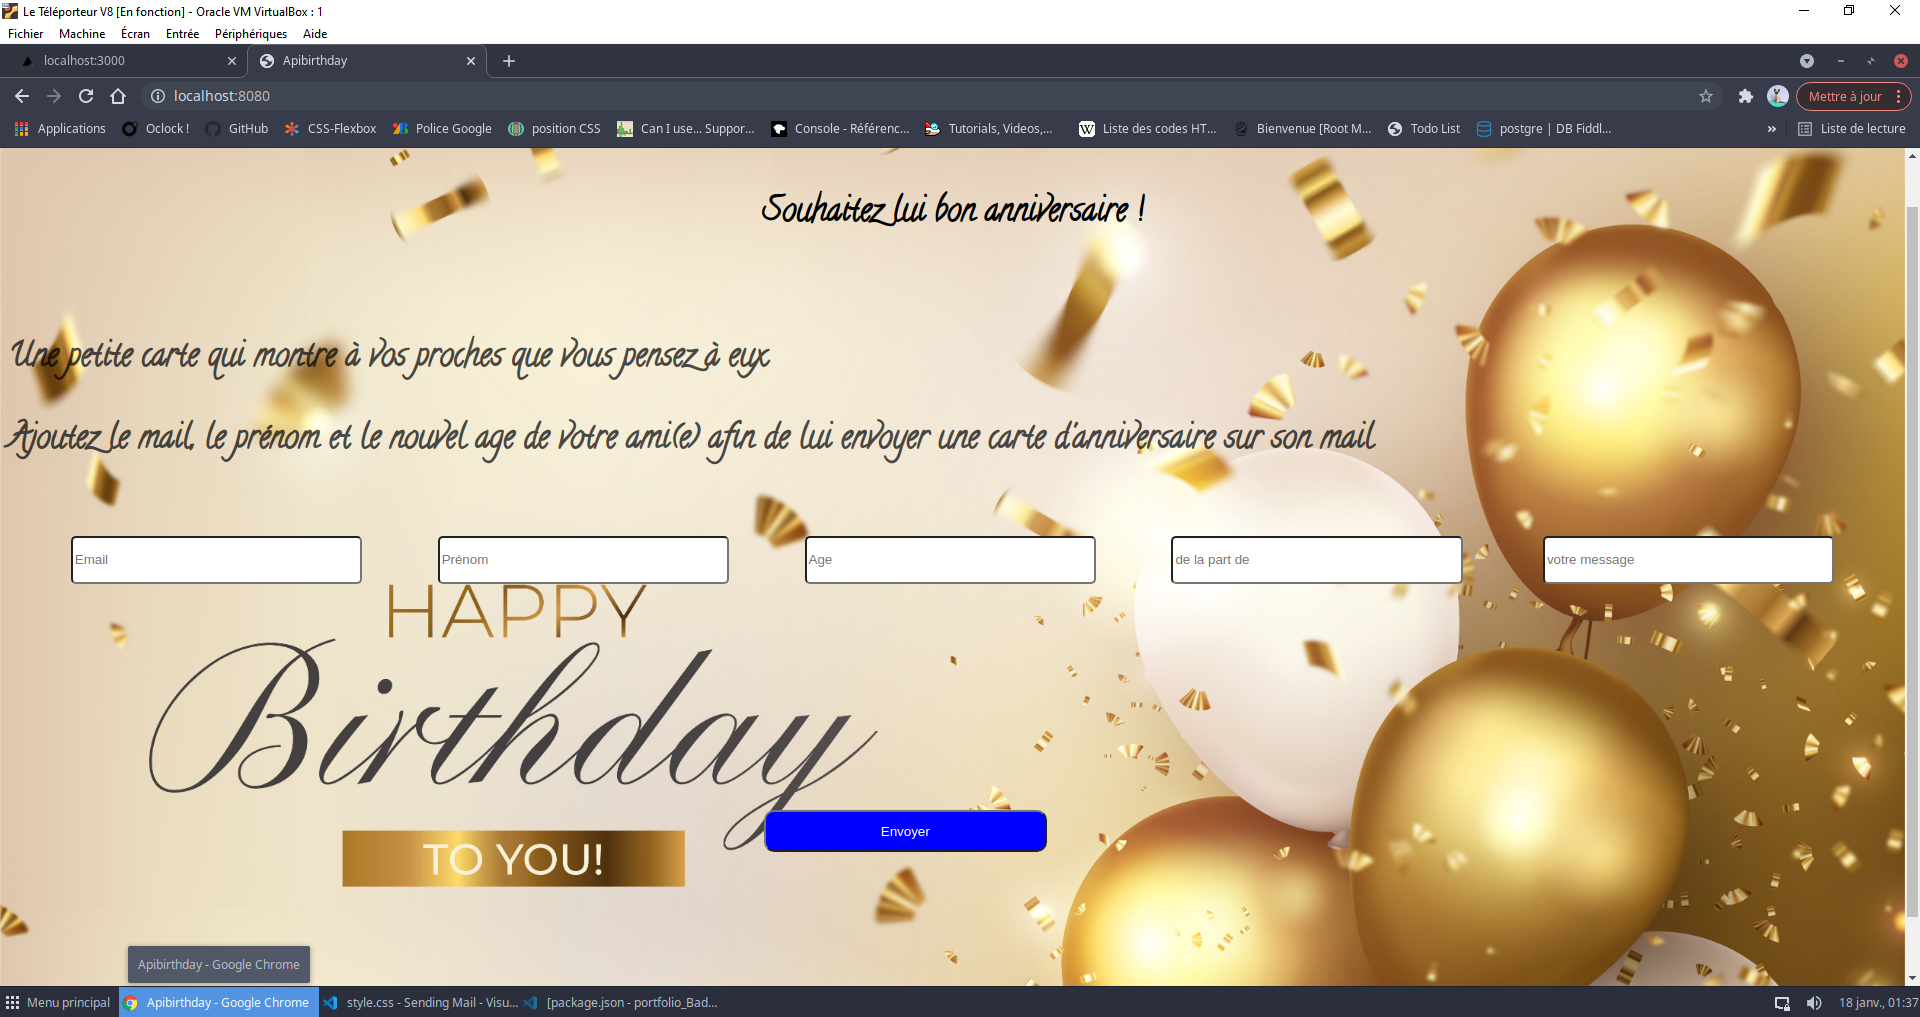 Le Téléporteur V8 [En fonction] - Oracle VM VirtualBox : 1
Fichier Machine Écran Entrée Périphériques Aide
localhost:3000 Apibirthday
localhost:8080 Mettre à jour
Applications Oclock ! GitHub CSS-Flexbox Police Google position CSS Can I use... Suppor... Console - Référenc... Tutorials, Videos,... Liste des codes HT... Bienvenue [Root M... Todo List postgre | DB Fiddl... » Liste de lecture
Souhaitez lui bon anniversaire !
Une petite carte qui montre à vos proches que vous pensez à eux
Ajoutez le mail, le prénom et le nouvel age de votre ami(e) afin de lui envoyer une carte d'anniversaire sur son mail
Email Prénom Age de la part de votre message
HAPPY
Birthday
Envoyer
TO YOU!
Apibirthday - Google Chrome
Menu principal Apibirthday - Google Chrome style.css - Sending Mail - Visu... [package.json - portfolio_Bad... 18 janv., 01:37